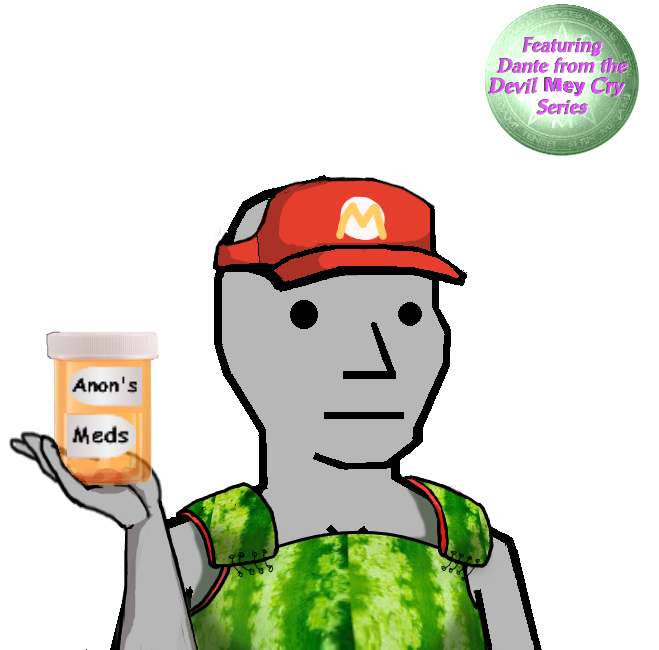 Featuring
Dante from the
Devil Mey Cry
Series
M
Anon's
Meds